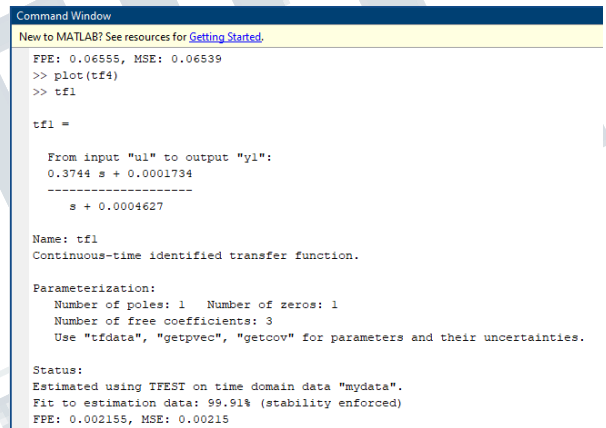 Command Window
New to MATLAB? See resources for Getting Started.
FPE: 0.06555, MSE: 0.06539
>> plot(tf4)
>> tf1
tf1 =
From input "u1" to output "y1":
0.3744 s + 0.0001734
--------------------
s + 0.0004627
Name: tf1
Continuous-time identified transfer function.
Parameterization:
Number of poles: 1   Number of zeros: 1
Number of free coefficients: 3
Use "tfdata", "getpvec", "getcov" for parameters and their uncertainties.
Status:
Estimated using TFEST on time domain data "mydata".
Fit to estimation data: 99.91% (stability enforced)
FPE: 0.002155, MSE: 0.00215